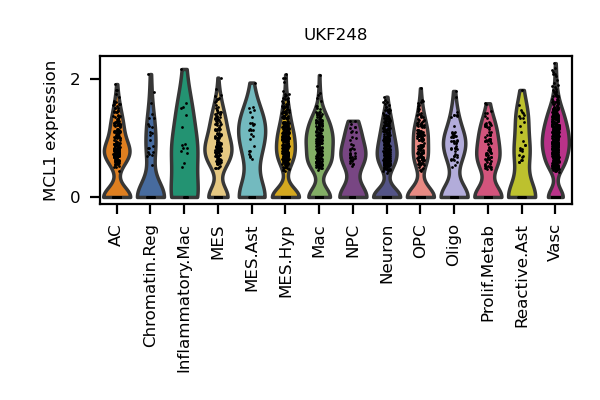 UKF248
MCL1 expression
2
0
AC
Chromatin.Reg
Inflammatory.Mac
MES
MES.Ast
MES.Hyp
Mac
NPC
Neuron
OPC
Oligo
Prolif.Metab
Reactive.Ast
Vasc